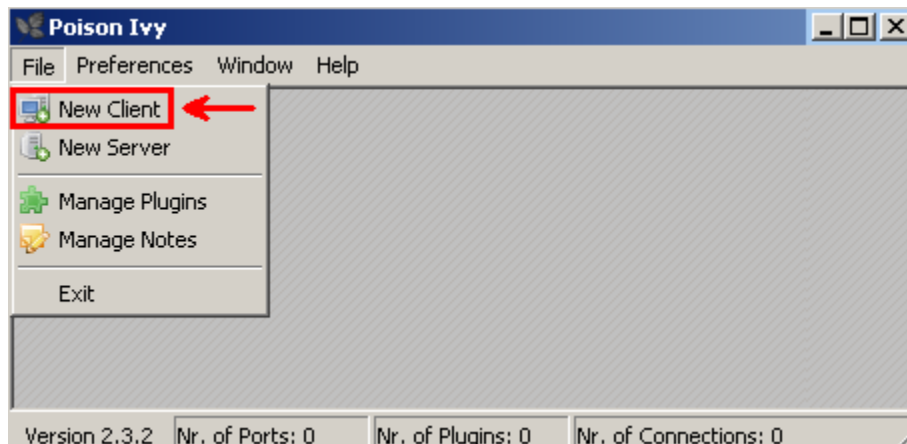 Poison Ivy
File Preferences Window Help
New Client
New Server
Manage Plugins
Manage Notes
Exit
Version 2.3.2 Nr. of Ports: 0 Nr. of Plugins: 0 Nr. of Connections: 0